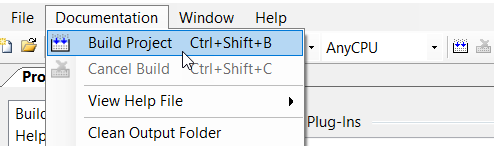 File Documentation Window Help
Build Project Ctrl+Shift+B
AnyCPU
Cancel Build Ctrl+Shift+C
Pro
View Help File
Build
Plug-Ins
Help
Clean Output Folder